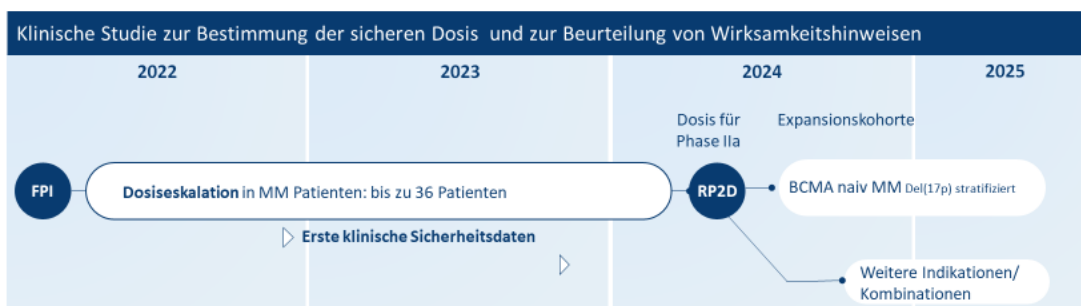 Klinische Studie zur Bestimmung der sicheren Dosis und zur Beurteilung von Wirksamkeitshinweisen
2022 2023 2024 2025
Dosis für
Phase IIa
Expansionskohorte
FPI
Dosiseskalation in MM Patienten: bis zu 36 Patienten
RP2D
BCMA naiv MM Del(17p) stratifiziert
Erste klinische Sicherheitsdaten
Weitere Indikationen/
Kombinationen